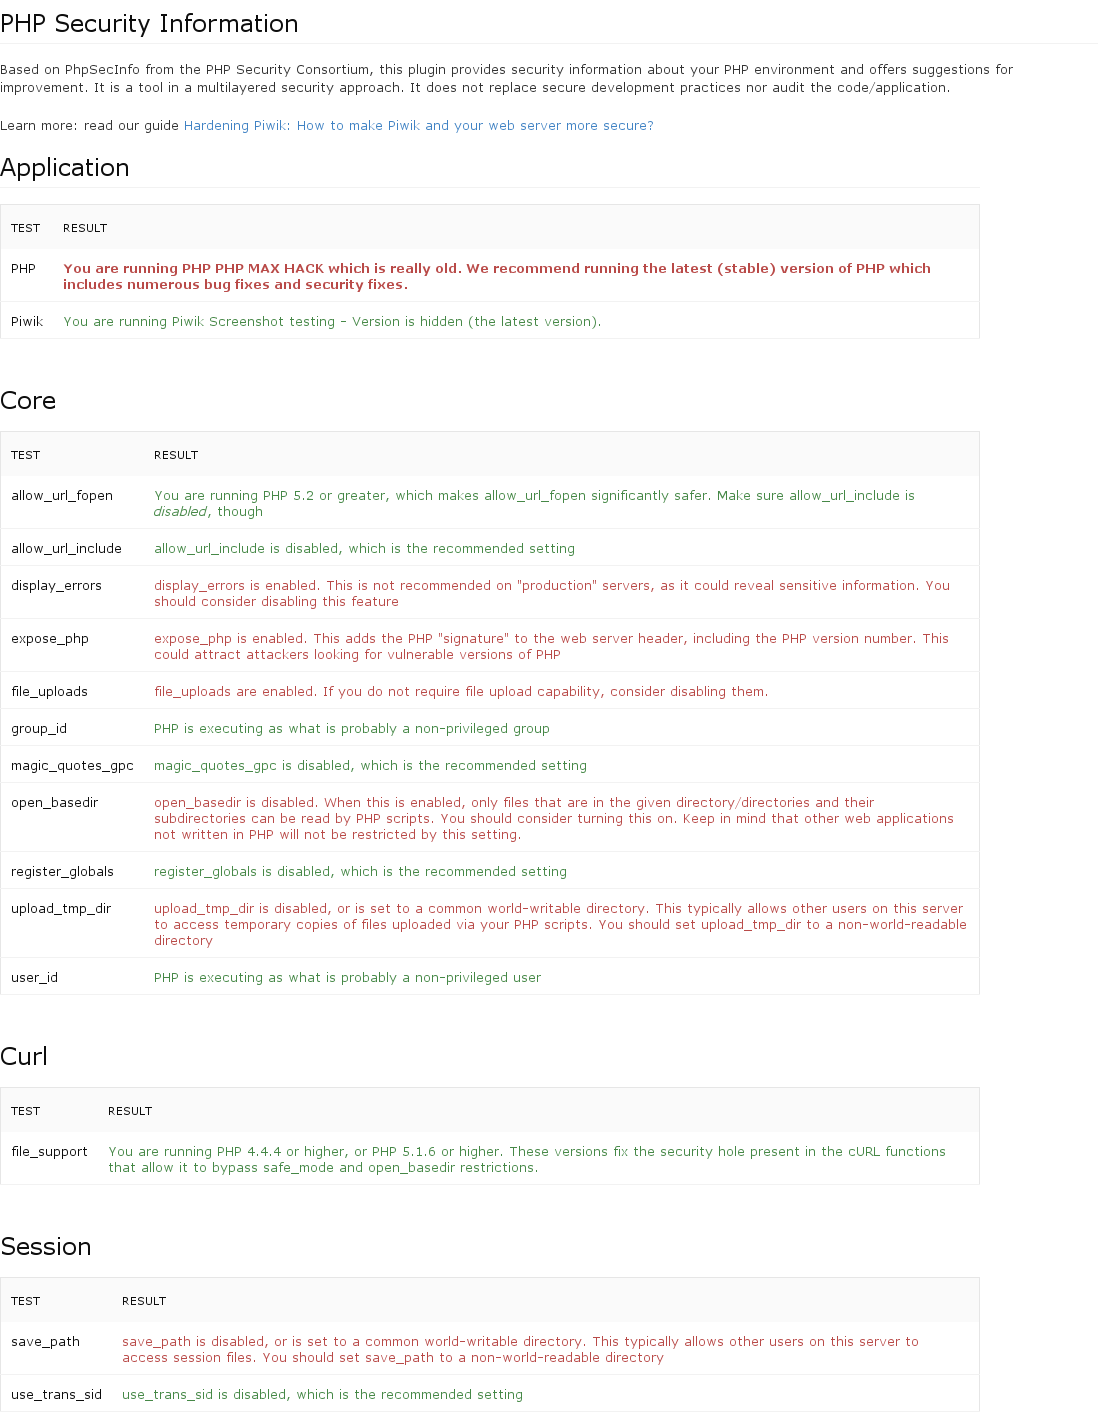 PHP Security Information
Based on PhpSecInfo from the PHP Security Consortium, this plugin provides security information about your PHP environment and offers suggestions for
improvement. It is a tool in a multilayered security approach. It does not replace secure development practices nor audit the code/application.
Learn more: read our guide Hardening Piwik: How to make Piwik and your web server more secure?
Application
TEST RESULT
PHP You are running PHP PHP MAX HACK which is really old. We recommend running the latest (stable) version of PHP which
includes numerous bug fixes and security fixes.
Piwik You are running Piwik Screenshot testing - Version is hidden (the latest version).
Core
TEST RESULT
allow_url_fopen You are running PHP 5.2 or greater, which makes allow_url_fopen significantly safer. Make sure allow_url_include is
disabled, though
allow_url_include allow_url_include is disabled, which is the recommended setting
display_errors display_errors is enabled. This is not recommended on "production" servers, as it could reveal sensitive information. You
should consider disabling this feature
expose_php expose_php is enabled. This adds the PHP "signature" to the web server header, including the PHP version number. This
could attract attackers looking for vulnerable versions of PHP
file_uploads file_uploads are enabled. If you do not require file upload capability, consider disabling them.
group_id PHP is executing as what is probably a non-privileged group
magic_quotes_gpc magic_quotes_gpc is disabled, which is the recommended setting
open_basedir open_basedir is disabled. When this is enabled, only files that are in the given directory/directories and their
subdirectories can be read by PHP scripts. You should consider turning this on. Keep in mind that other web applications
not written in PHP will not be restricted by this setting.
register_globals register_globals is disabled, which is the recommended setting
upload_tmp_dir upload_tmp_dir is disabled, or is set to a common world-writable directory. This typically allows other users on this server
to access temporary copies of files uploaded via your PHP scripts. You should set upload_tmp_dir to a non-world-readable
directory
user_id PHP is executing as what is probably a non-privileged user
Curl
TEST RESULT
file_support You are running PHP 4.4.4 or higher, or PHP 5.1.6 or higher. These versions fix the security hole present in the cURL functions
that allow it to bypass safe_mode and open_basedir restrictions.
Session
TEST RESULT
save_path save_path is disabled, or is set to a common world-writable directory. This typically allows other users on this server to
access session files. You should set save_path to a non-world-readable directory
use_trans_sid use_trans_sid is disabled, which is the recommended setting